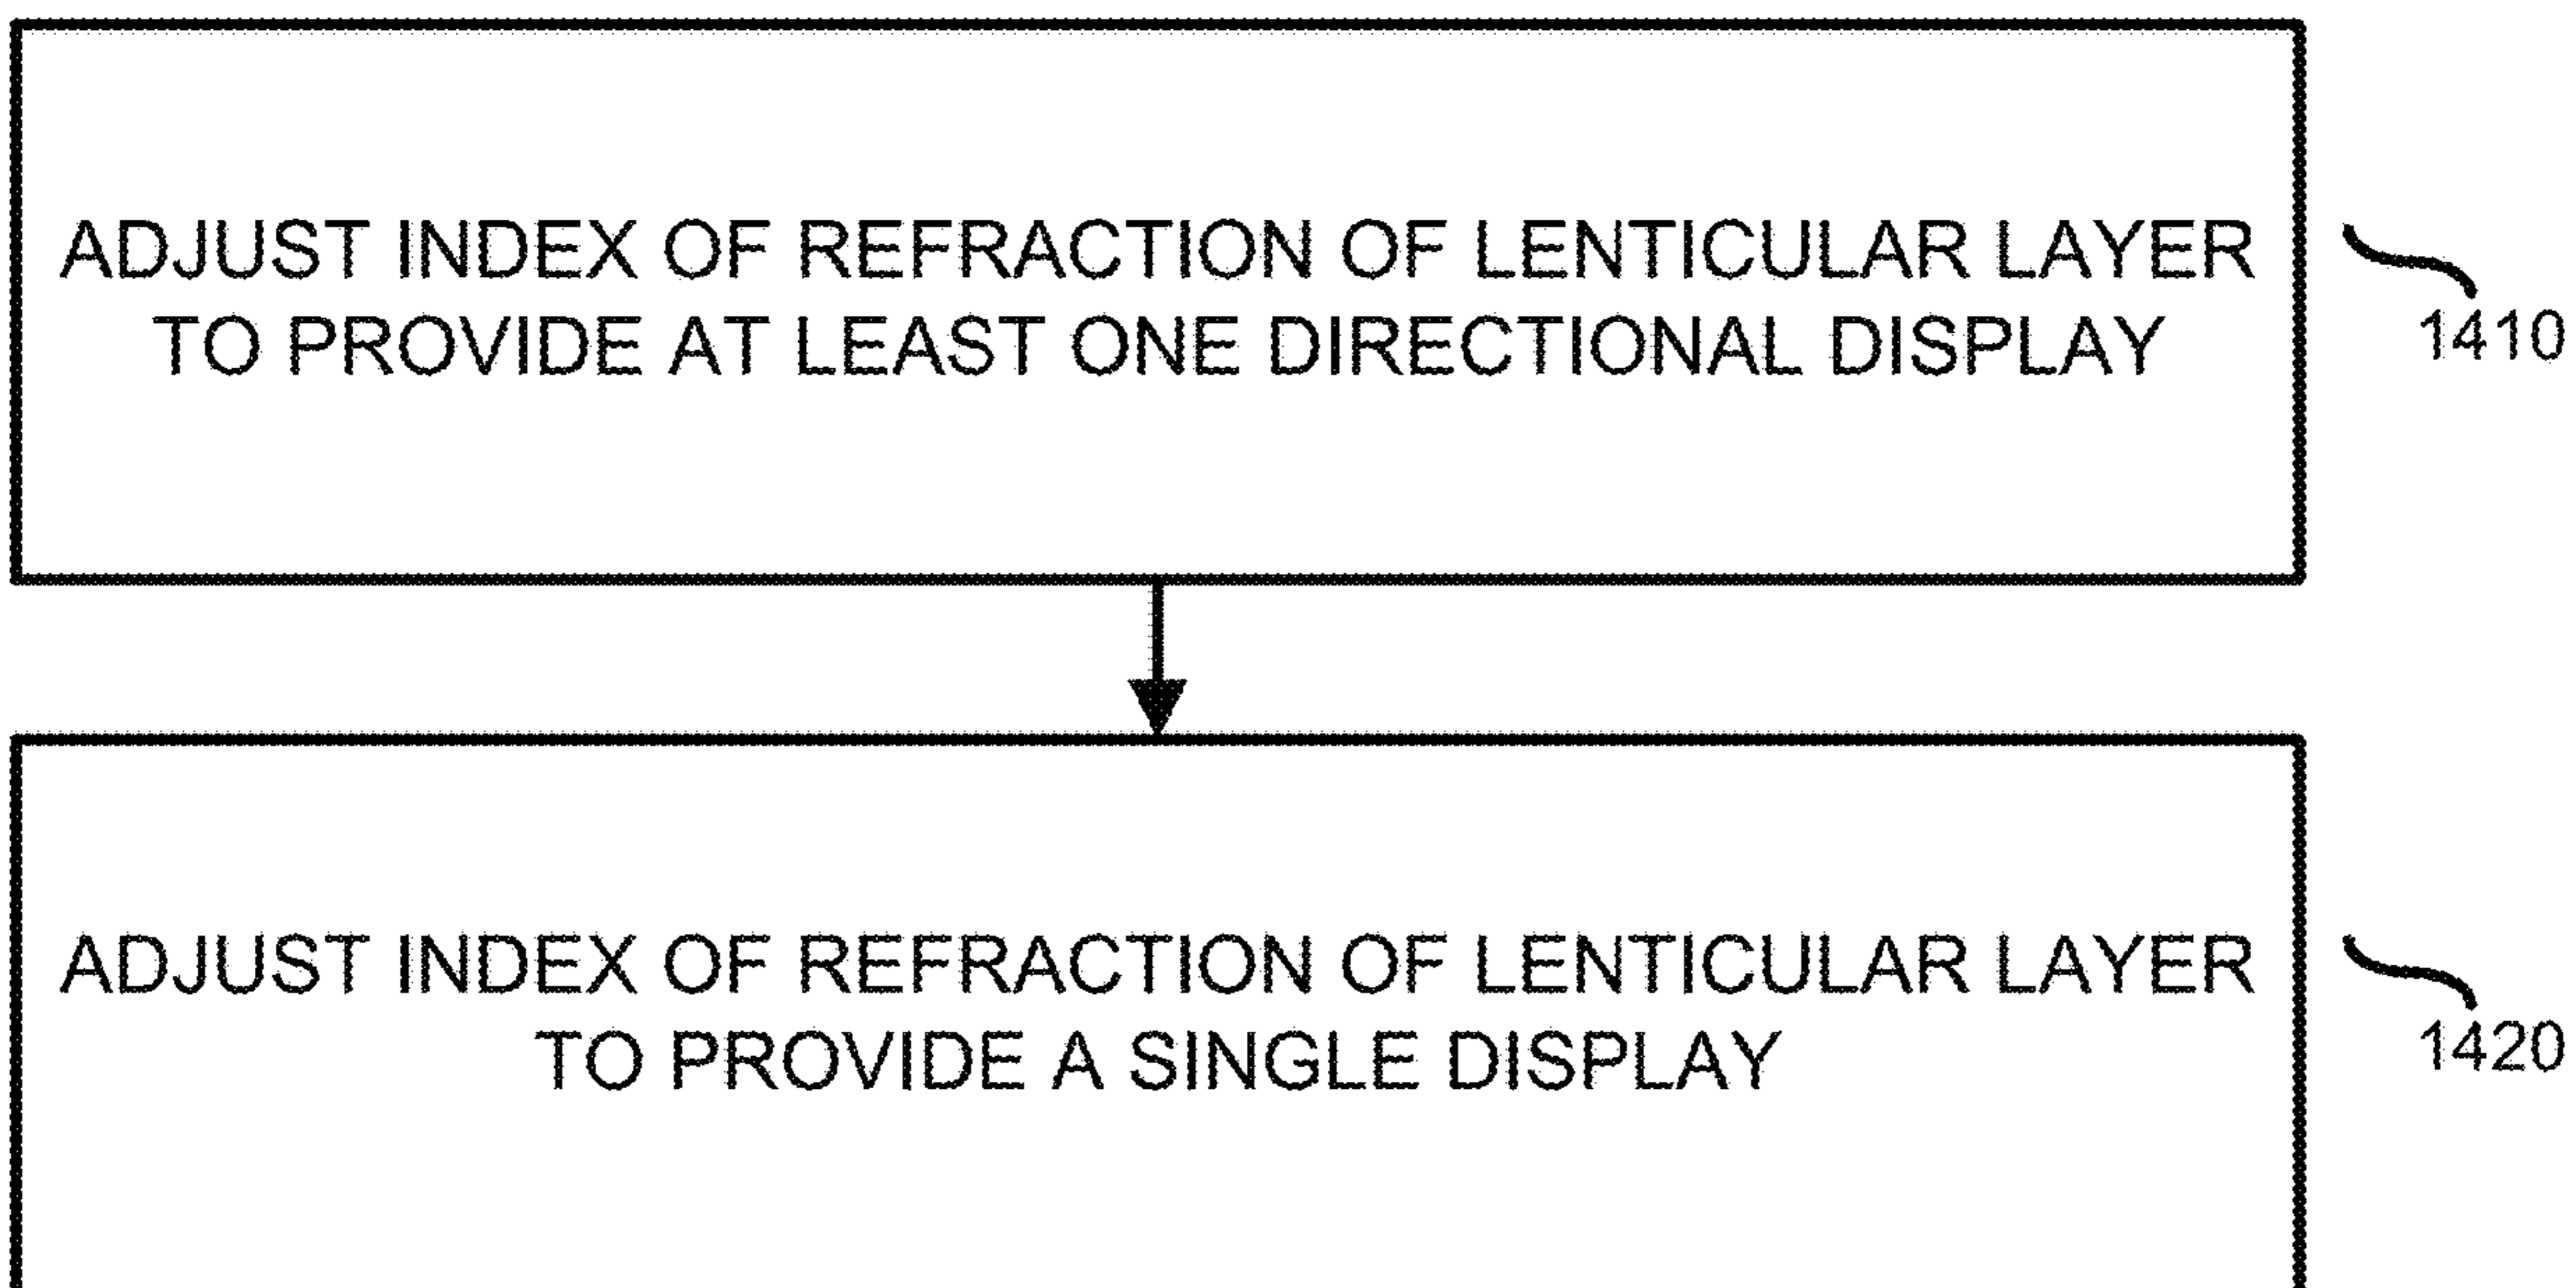 ADJUST INDEX OF REFRACTION OF LENTICULAR LAYER
TO PROVIDE AT LEAST ONE DIRECTIONAL DISPLAY
1410
ADJUST INDEX OF REFRACTION OF LENTICULAR LAYER
TO PROVIDE A SINGLE DISPLAY
1420